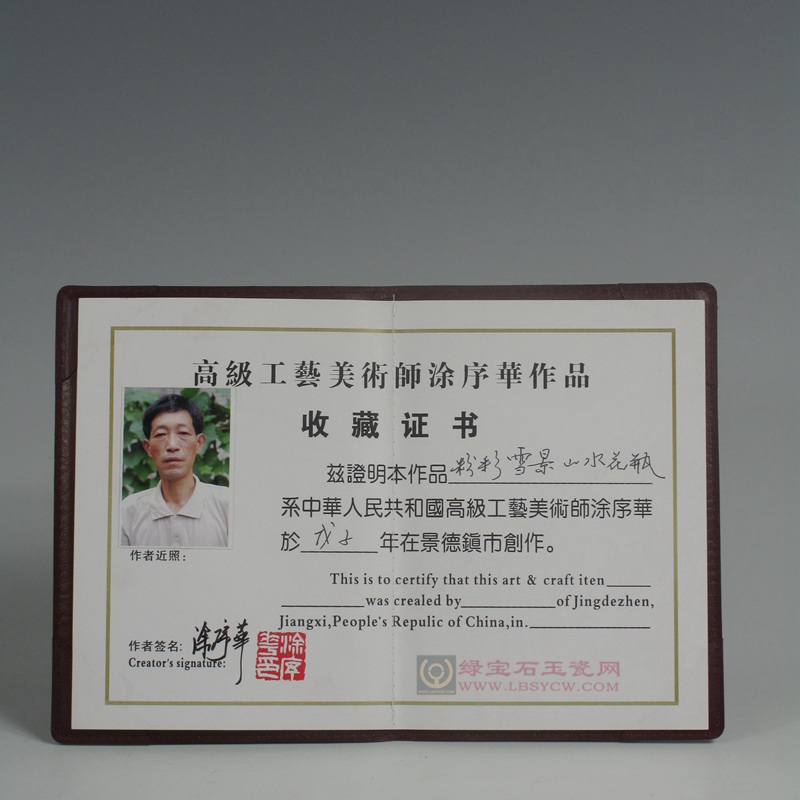 高級工藝美術師涂序華作品
收藏证书
兹證明本作品粉彩雪景山水花瓶
系中華人民共和國高級工藝美術師涂序華
於戊子年在景德鎮市創作。
作者近照:
This is to certify that this art & craft iten
was crealed by of Jingdezhen,
Jiangxi,People's Repulic of China,in.
作者签名: 涂序華
Creator's signature:
涂序華印
绿宝石玉瓷网
WWW.LBSYCW.COM